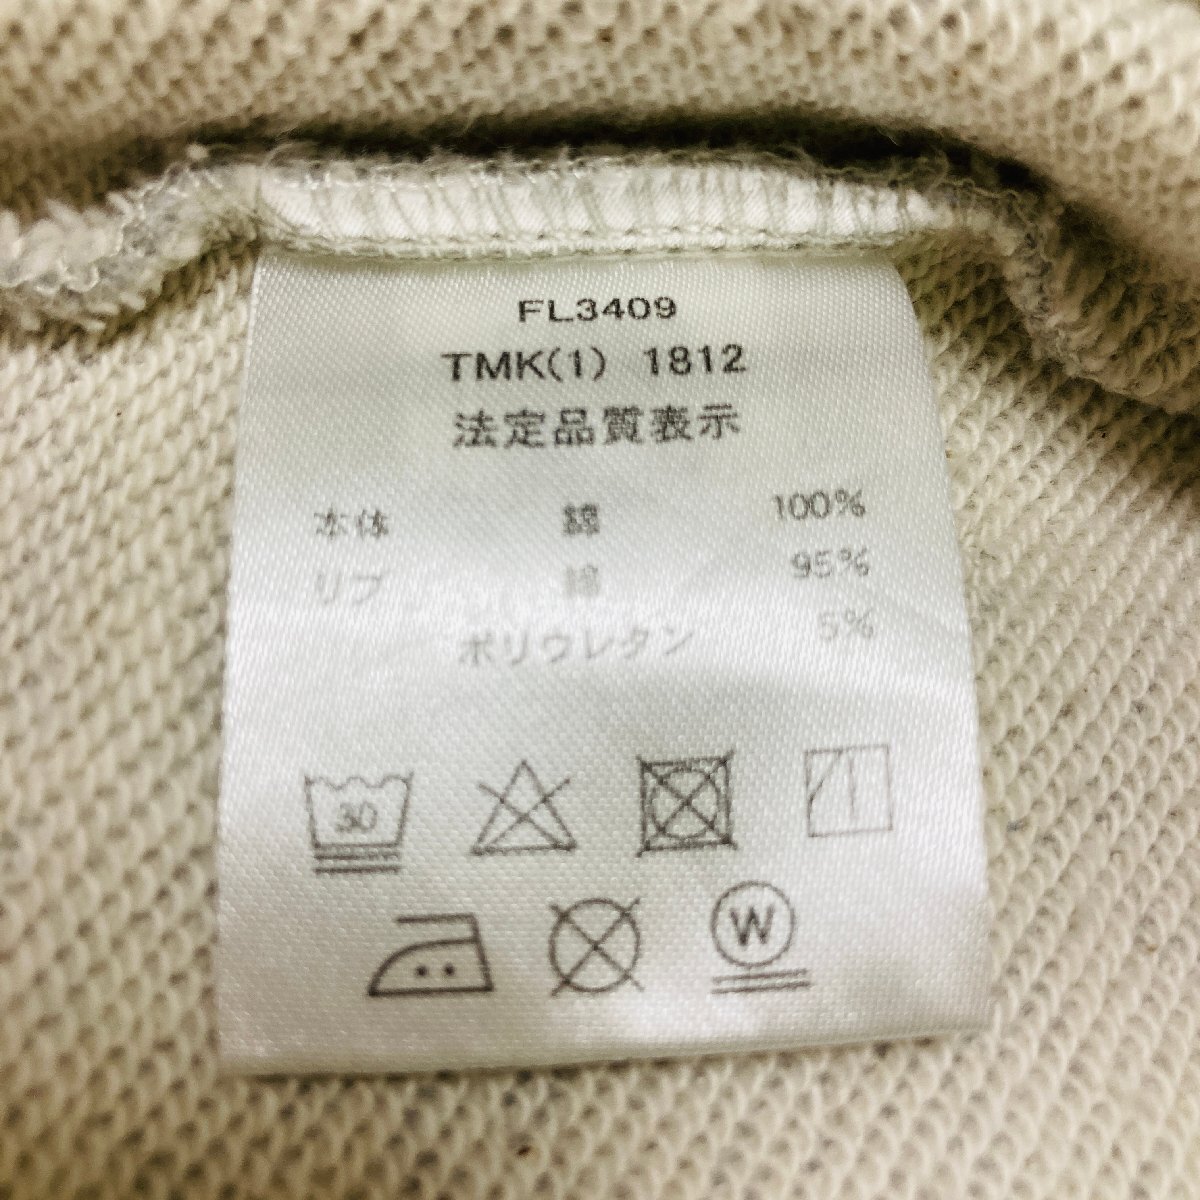 FL3409
TMK(1) 1812
法定品質表示
本体 綿 100%
リブ 綿 95%
ポリウレタン 5%
30
W